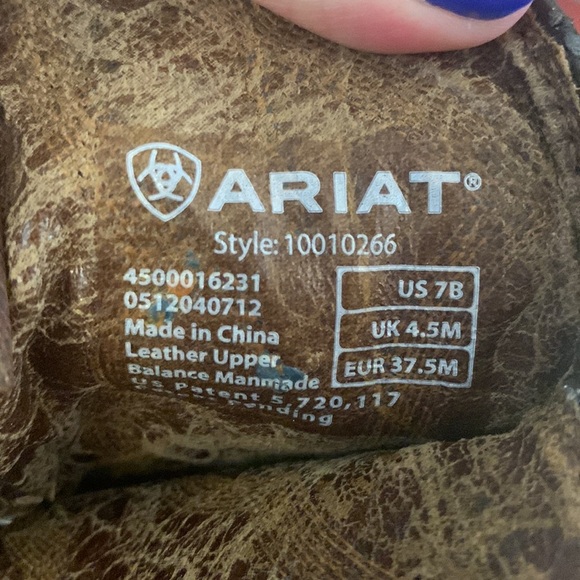 ARIAT®
Style: 10010266
4500016231
0512040712
Made in China
Leather Upper
Balance Manmade
US Patent 5,720,117
Pending
US 7B
UK 4.5M
EUR 37.5M